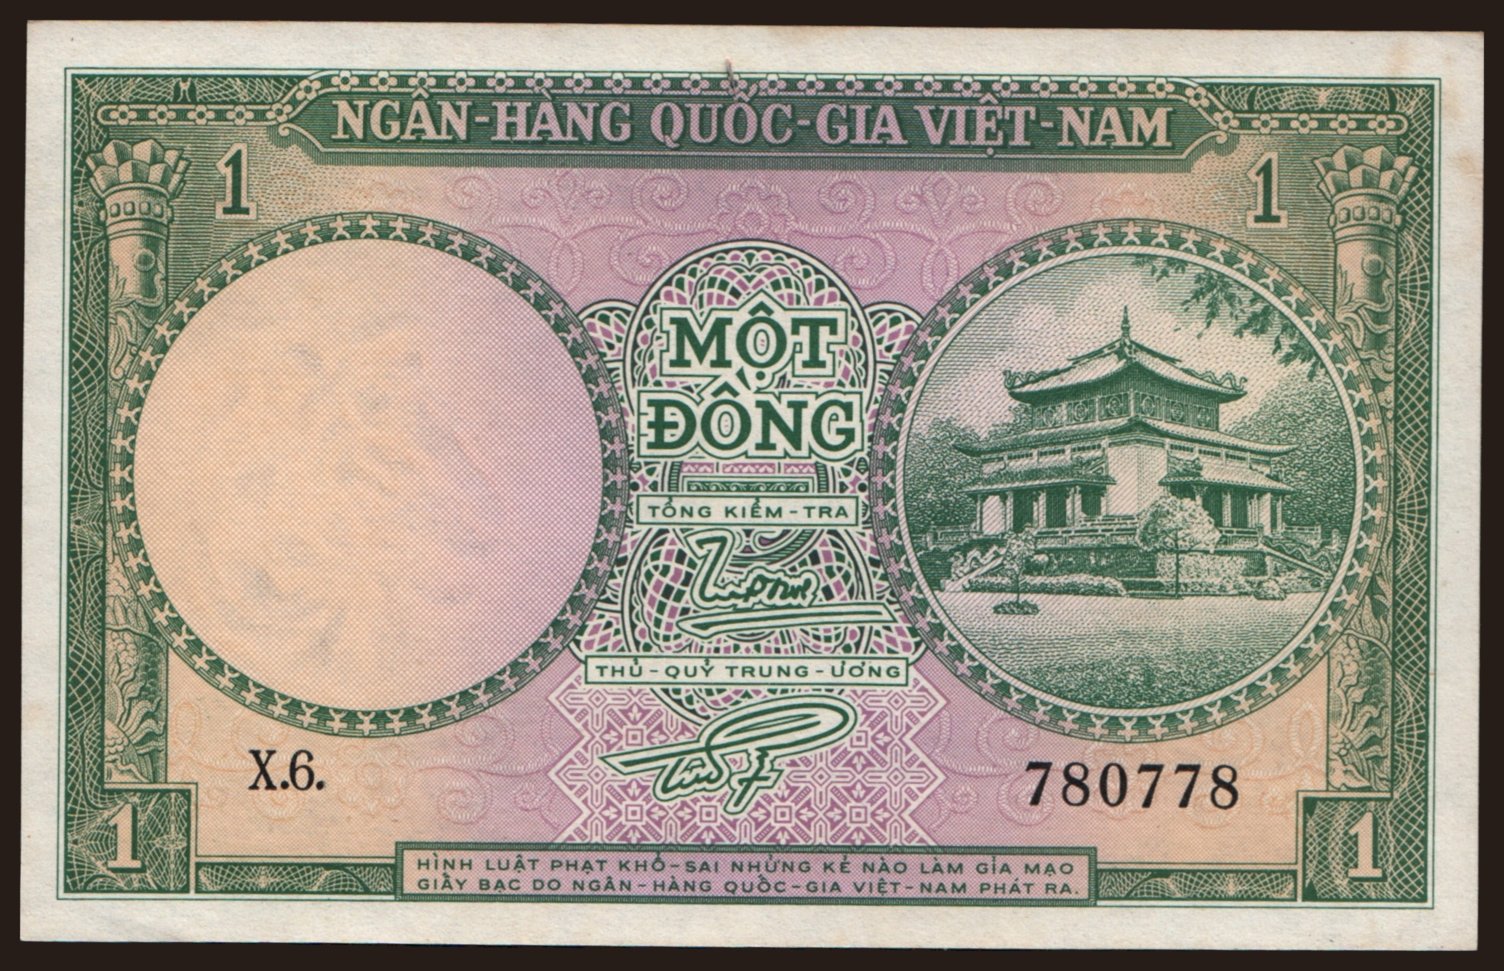 NGÂN-HÀNG QUỐC-GIA VIỆT-NAM
1 1
MỘT
ĐỒNG
TỔNG KIỂM-TRA
THỦ-QUỸ TRUNG-ƯƠNG
X.6. 780778
1 1
HÌNH LUẬT PHẠT KHỔ-SAI NHỮNG KẺ NÀO LÀM GIẢ MẠO
GIẤY BẠC DO NGÂN-HÀNG QUỐC-GIA VIỆT-NAM PHÁT RA.